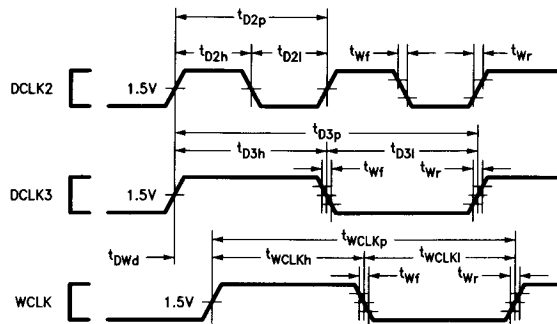 tD2p
tD2h tD2l tWf tWr
DCLK2 1.5V
tD3p
tD3h tD3l
tWf tWr
DCLK3 1.5V
tWCLKp
tDWd tWCLKh tWCLKl
tWf tWr
WCLK 1.5V